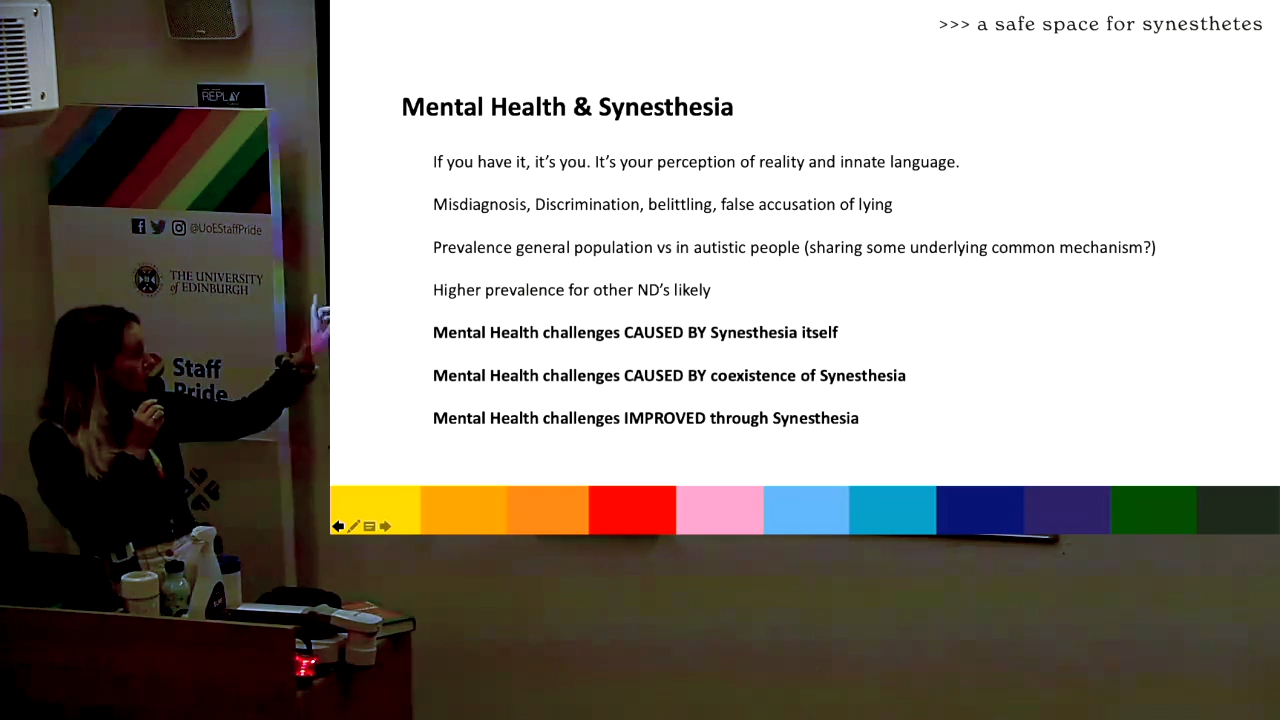 >>> a safe space for synesthetes
REPLAY
Mental Health & Synesthesia
If you have it, it’s you. It’s your perception of reality and innate language.
Misdiagnosis, Discrimination, belittling, false accusation of lying
Prevalence general population vs in autistic people (sharing some underlying common mechanism?)
Higher prevalence for other ND’s likely
Mental Health challenges CAUSED BY Synesthesia itself
Mental Health challenges CAUSED BY coexistence of Synesthesia
Mental Health challenges IMPROVED through Synesthesia
@UoEStaffPride
THE UNIVERSITY
of EDINBURGH
Staff
Pride